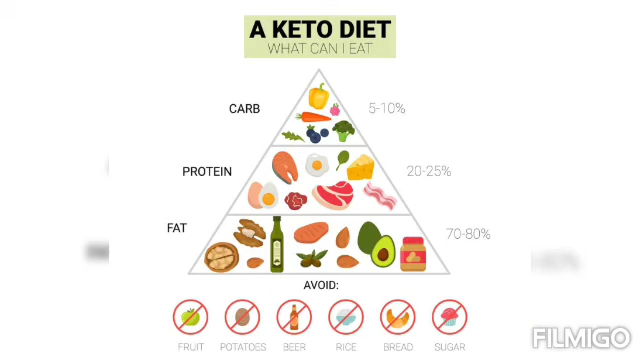 A KETO DIET
WHAT CAN I EAT
CARB
5-10%
PROTEIN
20-25%
FAT
70-80%
AVOID:
FRUIT
POTATOES
BEER
RICE
BREAD
SUGAR
FILMIGO